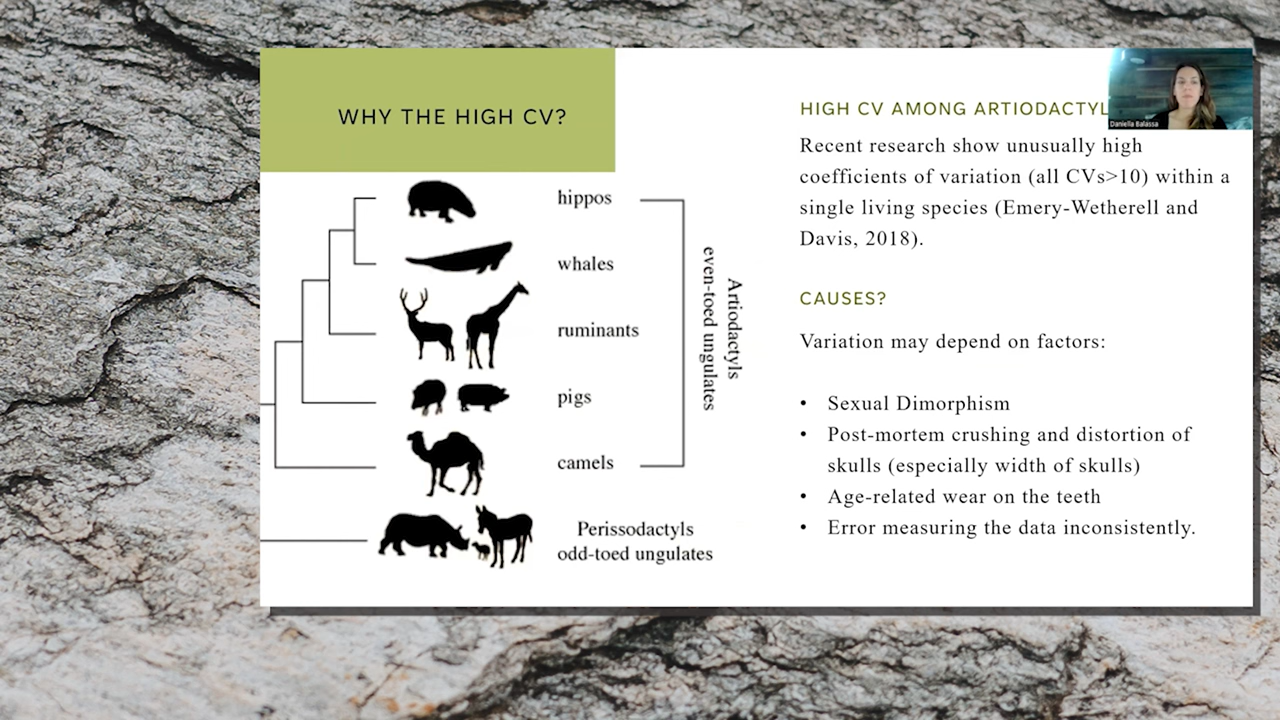 WHY THE HIGH CV?
hippos
whales
ruminants
pigs
camels
Artiodactyls
even-toed ungulates
Perissodactyls
odd-toed ungulates
HIGH CV AMONG ARTIODACTYL
Daniella Balassa
Recent research show unusually high
coefficients of variation (all CVs>10) within a
single living species (Emery-Wetherell and
Davis, 2018).
CAUSES?
Variation may depend on factors:
• Sexual Dimorphism
• Post-mortem crushing and distortion of
skulls (especially width of skulls)
• Age-related wear on the teeth
• Error measuring the data inconsistently.